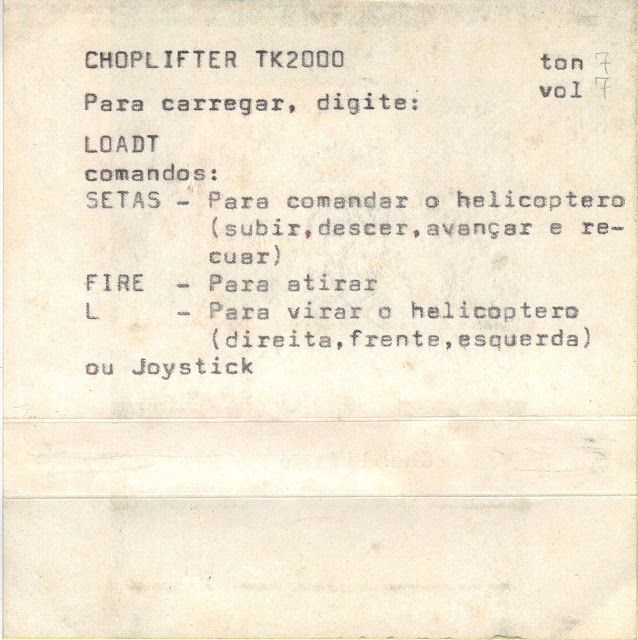 CHOPLIFTER TK2000 ton 7
vol 7
Para carregar, digite:
LOADT
comandos:
SETAS - Para comandar o helicoptero
(subir,descer,avançar e re-
cuar)
FIRE - Para atirar
L - Para virar o helicoptero
(direita,frente,esquerda)
ou Joystick